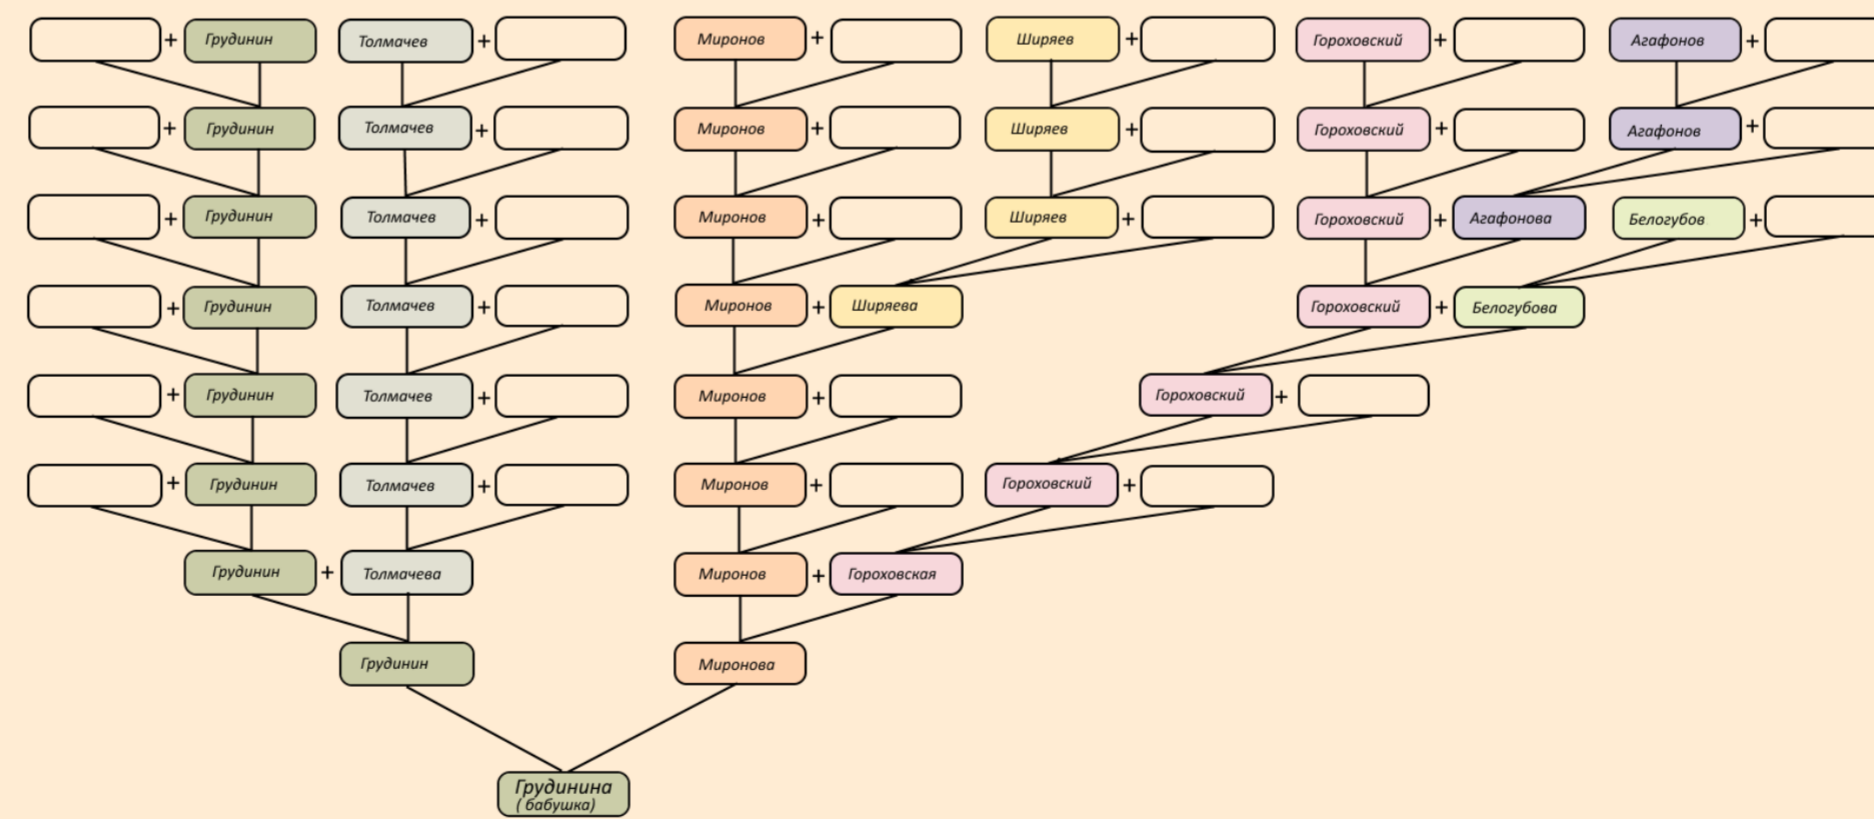 + Грудинин Толмачев + Миронов + Ширяев + Гороховский + Агафонов +
+ Грудинин Толмачев + Миронов + Ширяев + Гороховский + Агафонов +
+ Грудинин Толмачев + Миронов + Ширяев + Гороховский + Агафонова Белогубов +
+ Грудинин Толмачев + Миронов + Ширяева Гороховский + Белогубова
+ Грудинин Толмачев + Миронов + Гороховский +
+ Грудинин Толмачев + Миронов + Гороховский +
Грудинин + Толмачева Миронов + Гороховская
Грудинин Миронова
Грудинина
( бабушка)